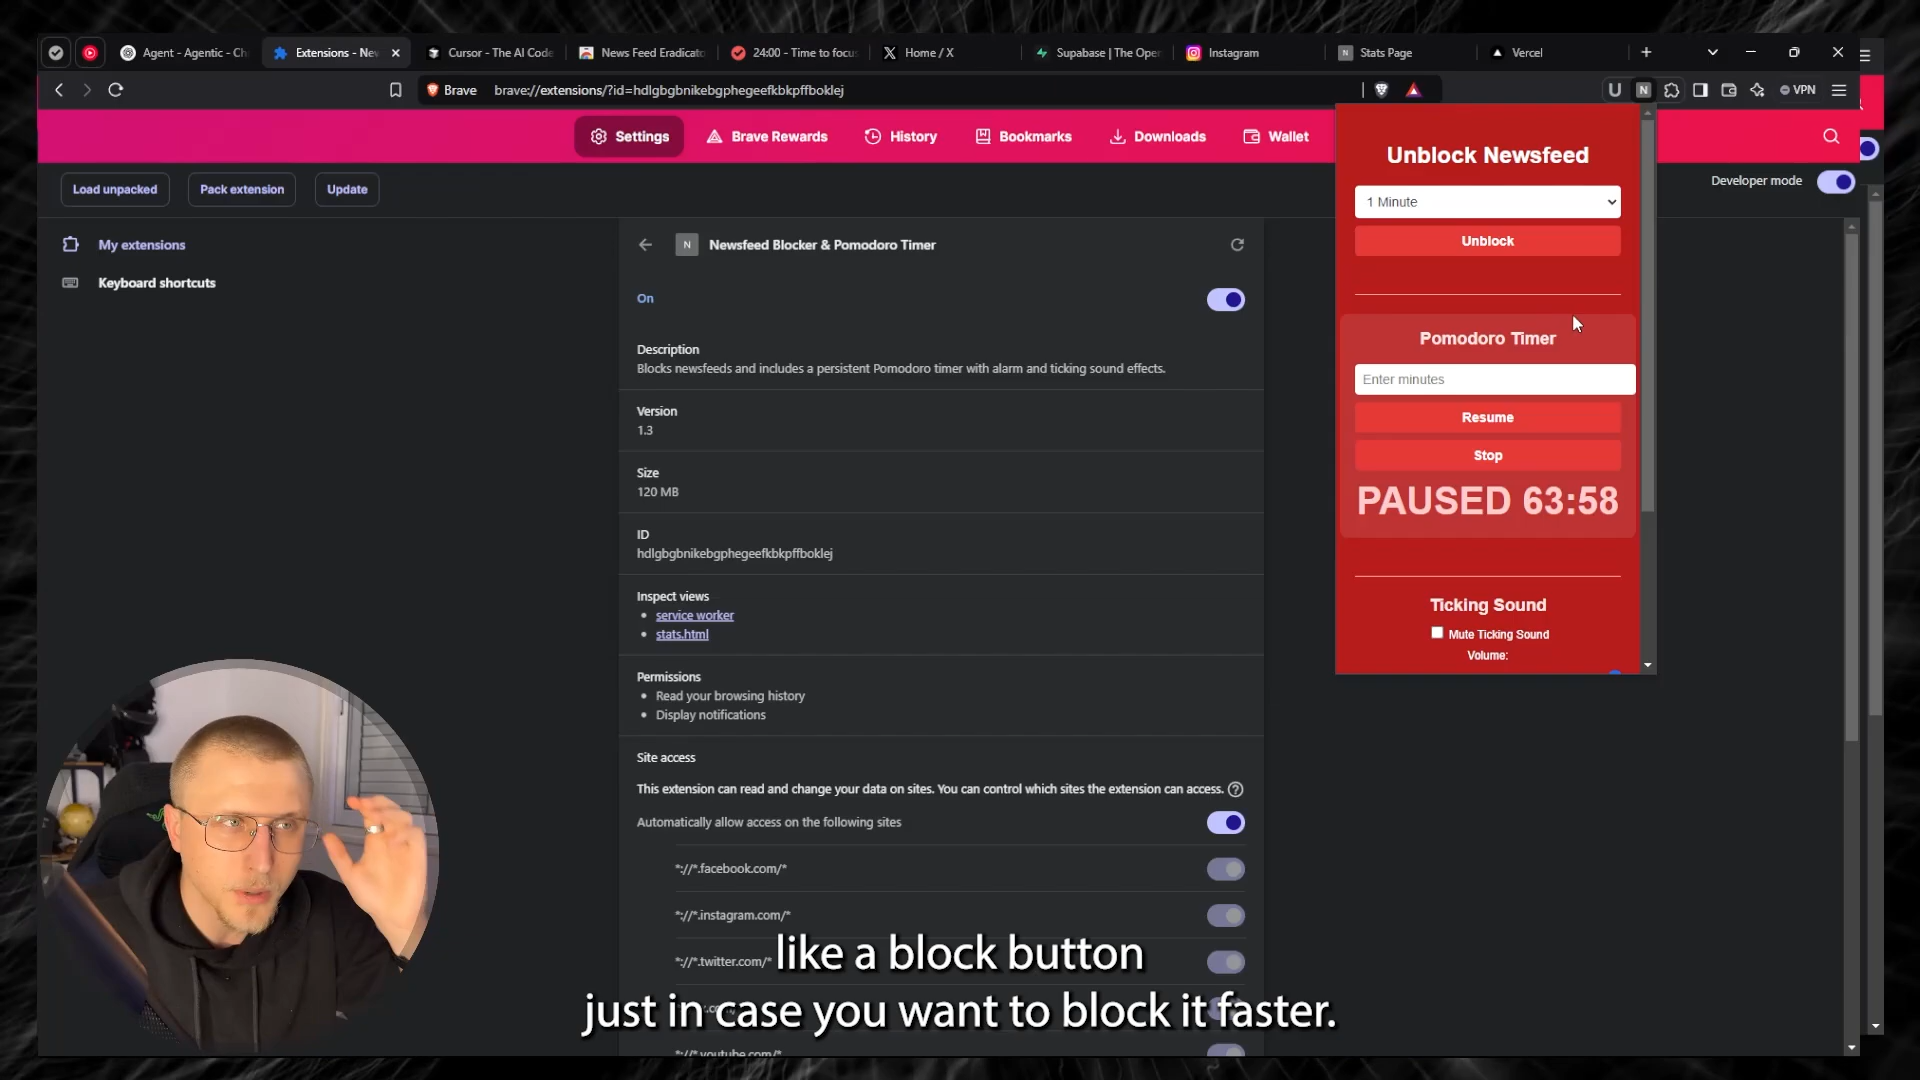 Agent - Agentic - Ch
Extensions - Nev
Cursor - The AI Code
News Feed Eradicato
24:00 - Time to focus
Home / X
Supabase | The Oper
Instagram
N
Stats Page
Vercel
Brave
brave://extensions/?id=hdlgbgbnikebgphegeefkbkpffboklej
U
N
VPN
Settings
Brave Rewards
History
Bookmarks
Downloads
Wallet
Load unpacked
Pack extension
Update
Developer mode
My extensions
Keyboard shortcuts
N
Newsfeed Blocker & Pomodoro Timer
On
Description
Blocks newsfeeds and includes a persistent Pomodoro timer with alarm and ticking sound effects.
Version
1.3
Size
120 MB
ID
hdlgbgbnikebgphegeefkbkpffboklej
Inspect views
service worker
stats.html
Permissions
Read your browsing history
Display notifications
Site access
This extension can read and change your data on sites. You can control which sites the extension can access.
Automatically allow access on the following sites
*://*.facebook.com/*
*://*.instagram.com/*
*://*.twitter.com/*
*://*.youtube.com/*
Unblock Newsfeed
1 Minute
Unblock
Pomodoro Timer
Enter minutes
Resume
Stop
PAUSED 63:58
Ticking Sound
Mute Ticking Sound
Volume:
like a block button
just in case you want to block it faster.